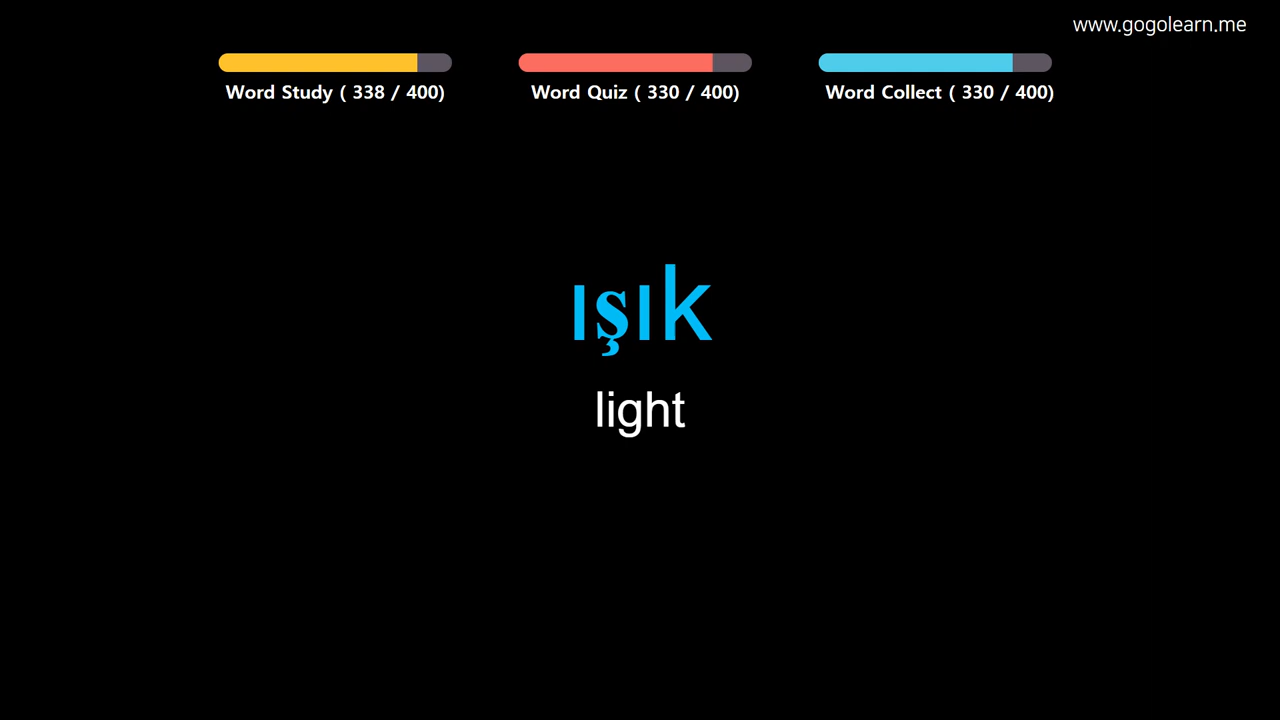 www.gogolearn.me
Word Study ( 338 / 400)
Word Quiz ( 330 / 400)
Word Collect ( 330 / 400)
ışık
light